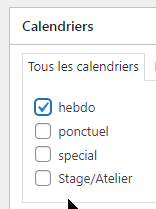 Calendriers
Tous les calendriers
hebdo
ponctuel
special
Stage/Atelier